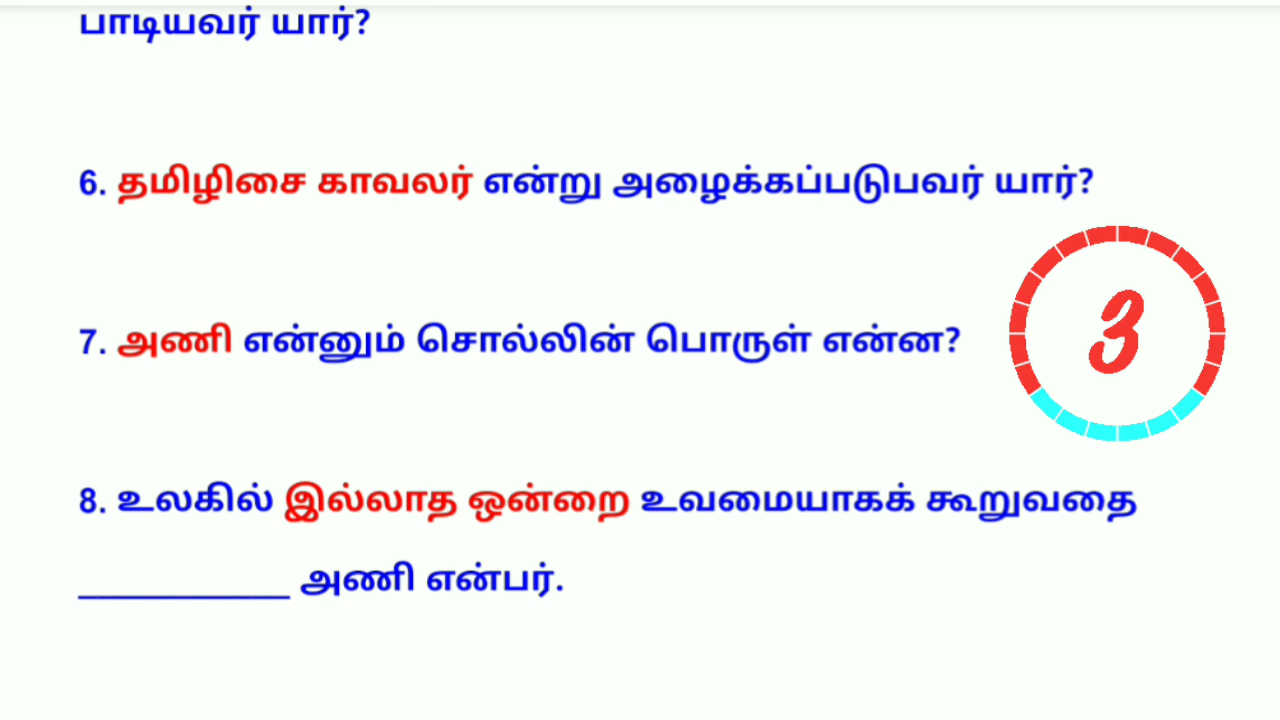 பாடியவர் யார்?
6. தமிழிசை காவலர் என்று அழைக்கப்படுபவர் யார்?
7. அணி என்னும் சொல்லின் பொருள் என்ன?
3
8. உலகில் இல்லாத ஒன்றை உவமையாகக் கூறுவதை
___________ அணி என்பர்.